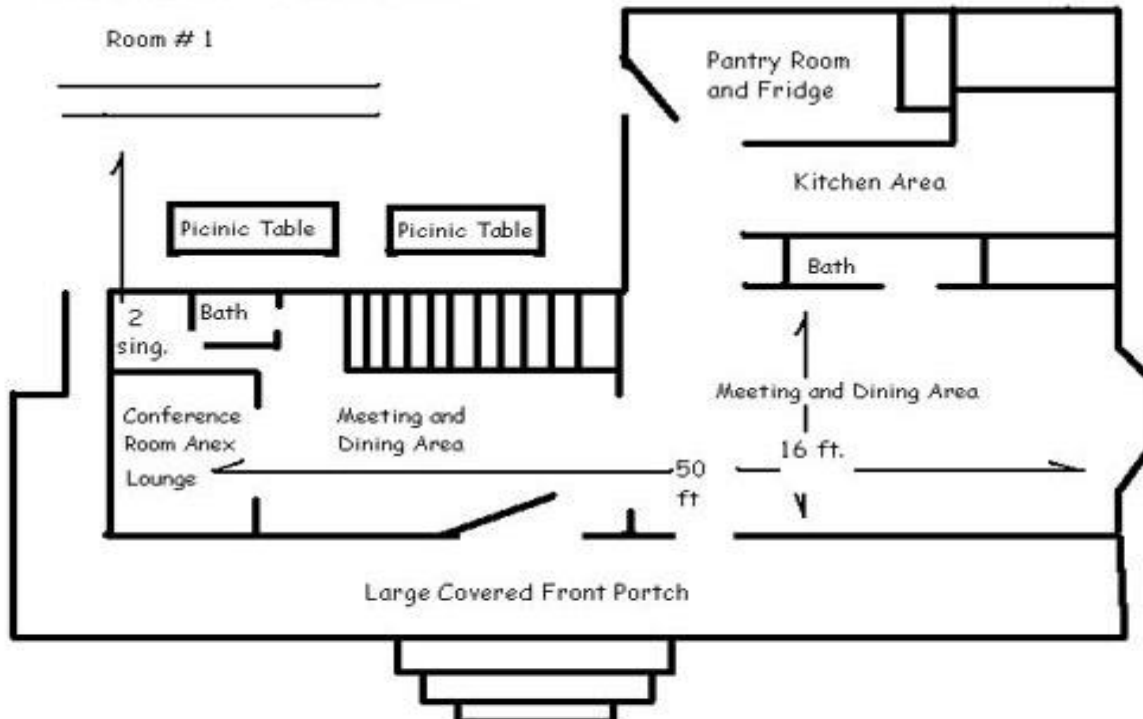 Room # 1
Pantry Room
and Fridge
Kitchen Area
Picinic Table
Picinic Table
Bath
2
sing.
Bath
Conference
Room Anex
Lounge
Meeting and
Dining Area
Meeting and Dining Area
16 ft.
50
ft
Large Covered Front Portch